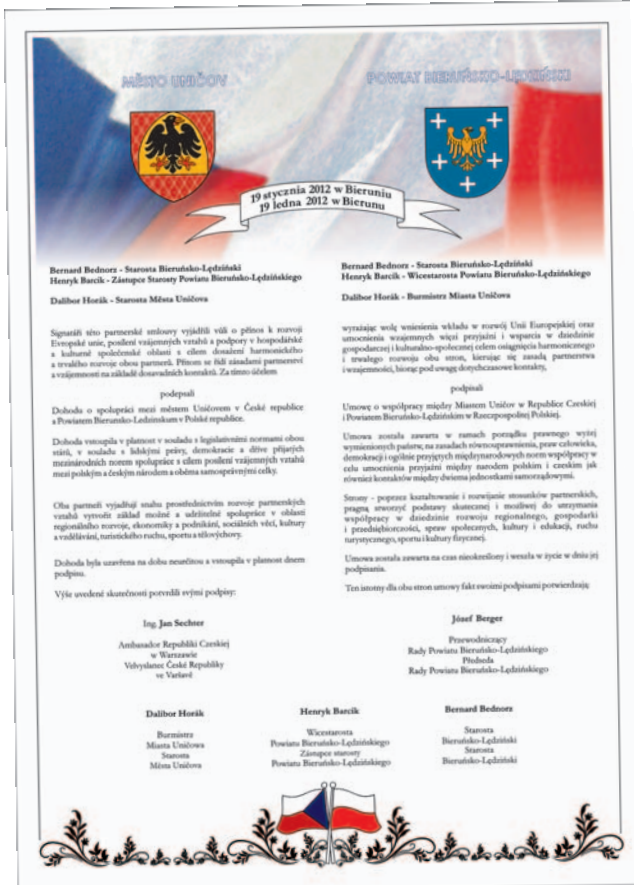 MĚSTO UNIČOV
POWIAT BIERUŃSKO-LĘDZIŃSKI
19 stycznia 2012 w Bieruniu
19 ledna 2012 w Bierunu
Bernard Bednorz - Starosta Bieruńsko-Lędziński
Henryk Barcik - Zástupce Starosty Powiatu Bieruńsko-Lędzińskiego
Dalibor Horák - Starosta Města Uničova
Signatáři této partnerské smlouvy vyjádřili vůli o přínos k rozvoji
Evropské unie, posílení vzájemných vztahů a podpory v hospodářské
a kulturně společenské oblasti s cílem dosažení harmonického
a trvalého rozvoje obou partnerů. Přitom se řídí zásadami partnerství
a vzájemnosti na základě dosavadních kontaktů. Za tímto účelem
podepsali
Dohodu o spolupráci mezi městem Uničovem v České republice
a Powiatem Bierunsko-Ledzinskum v Polské republice.
Dohoda vstoupila v platnost v souladu s legislativními normami obou
států, v souladu s lidskými právy, demokracie a dříve přijatých
mezinárodních norem spolupráce s cílem posílení vzájemných vztahů
mezi polským a českým národem a oběma samosprávnými celky.
Oba partneři vyjadřují snahu prostřednictvím rozvoje partnerských
vztahů vytvořit základ možné a udržitelné spolupráce v oblasti
regionálního rozvoje, ekonomiky a podnikání, sociálních věcí, kultury
a vzdělávání, turistického ruchu, sportu a tělovýchovy.
Dohoda byla uzavřena na dobu neurčitou a vstoupila v platnost dnem
podpisu.
Výše uvedené skutečnosti potvrdili svými podpisy:
Bernard Bednorz - Starosta Bieruńsko-Lędziński
Henryk Barcik - Wicestarosta Powiatu Bieruńsko-Lędzińskiego
Dalibor Horák - Burmistrz Miasta Uničova
wyrażając wolę wniesienia wkładu w rozwój Unii Europejskiej oraz
umocnienia wzajemnych więzi przyjaźni i wsparcia w dziedzinie
gospodarczej i kulturalno-społecznej celem osiągnięcia harmonicznego
i trwałego rozwoju obu stron, kierując się zasadą partnerstwa
i wzajemności, biorąc pod uwagę dotychczasowe kontakty,
podpisali
Umowę o współpracy między Miastem Uničov w Republice Czeskiej
i Powiatem Bieruńsko-Lędzińskim w Rzeczpospolitej Polskiej.
Umowa została zawarta w ramach porządku prawnego wyżej
wymienionych państw, na zasadach równouprawnienia, praw człowieka,
demokracji i ogólnie przyjętych międzynarodowych norm współpracy w
celu umocnienia przyjaźni między narodem polskim i czeskim jak
również kontaktów między dwiema jednostkami samorządowymi.
Strony - poprzez kształtowanie i rozwijanie stosunków partnerskich,
pragną stworzyć podstawy skutecznej i możliwej do utrzymania
współpracy w dziedzinie rozwoju regionalnego, gospodarki
i przedsiębiorczości, spraw społecznych, kultury i edukacji, ruchu
turystycznego, sportu i kultury fizycznej.
Umowa została zawarta na czas nieokreślony i weszła w życie w dniu jej
podpisania.
Ten istotny dla obu stron umowy fakt swoimi podpisami potwierdzają:
Ing. Jan Sechter
Ambasador Republiki Czeskiej
w Warszawie
Velvyslanec České Republiky
ve Varšavě
Józef Berger
Przewodniczący
Rady Powiatu Bieruńsko-Lędzińskiego
Předseda
Rady Powiatu Bieruńsko-Lędzińskiego
Dalibor Horák
Burmistrz
Miasta Uničowa
Starosta
Města Uničova
Henryk Barcik
Wicestarosta
Powiatu Bieruńsko-Lędzińskiego
Zástupce starosty
Powiatu Bieruńsko-Lędzińskiego
Bernard Bednorz
Starosta
Bieruńsko-Lędziński
Starosta
Bieruńsko-Lędziński